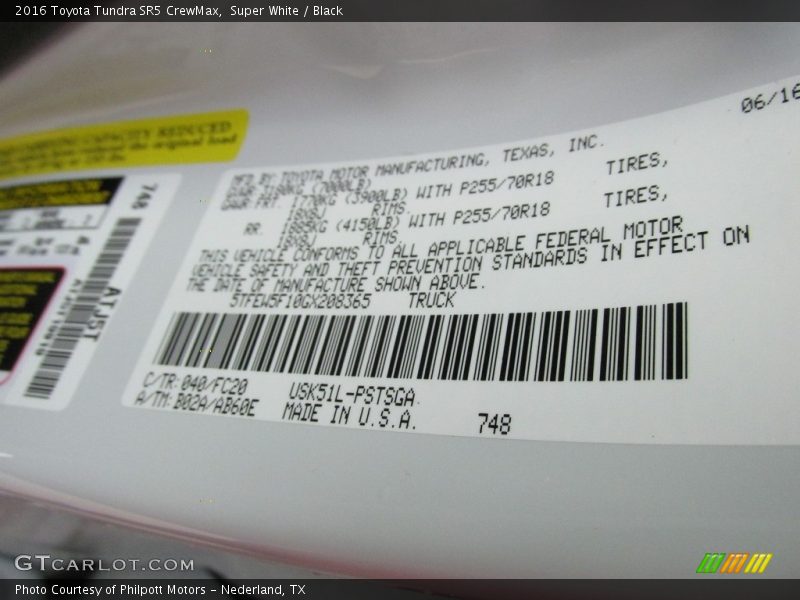 2016 Toyota Tundra SR5 CrewMax, Super White / Black
06/16
CAPACITY REDUCED
MFD BY: TOYOTA MOTOR MANUFACTURING, TEXAS, INC.
GVWR 3180KG (7000LB)
GAWR FRT 1770KG (3900LB) WITH P255/70R18 TIRES,
18X8J RIMS
RR. 1885KG (4150LB) WITH P255/70R18 TIRES,
18X8J RIMS.
THIS VEHICLE CONFORMS TO ALL APPLICABLE FEDERAL MOTOR
VEHICLE SAFETY AND THEFT PREVENTION STANDARDS IN EFFECT ON
THE DATE OF MANUFACTURE SHOWN ABOVE.
5TFEW5F10GX208365 TRUCK
C/TR: 040/FC20 USK51L-PSTSGA
A/TM: B02A/AB60E MADE IN U.S.A. 748
748
ATJ5T
GTCARLOT.COM
Photo Courtesy of Philpott Motors – Nederland, TX